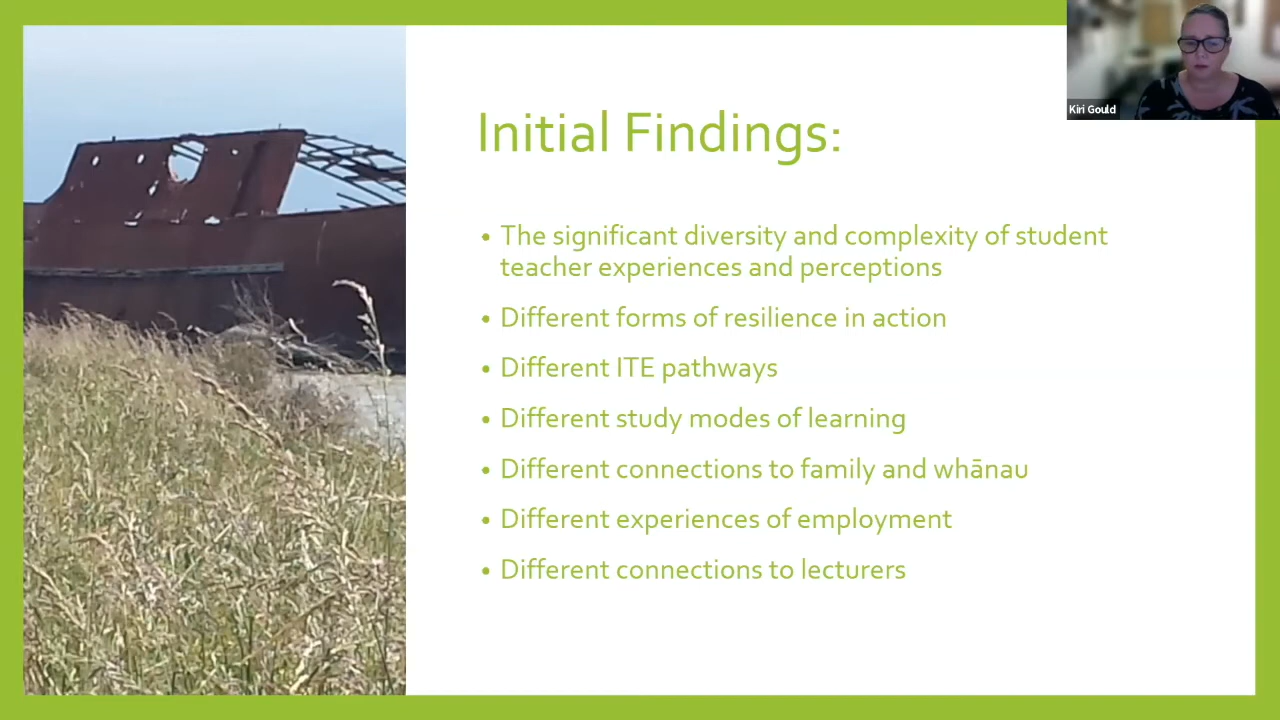 Kiri Gould
Initial Findings:
• The significant diversity and complexity of student
teacher experiences and perceptions
• Different forms of resilience in action
• Different ITE pathways
• Different study modes of learning
• Different connections to family and whānau
• Different experiences of employment
• Different connections to lecturers